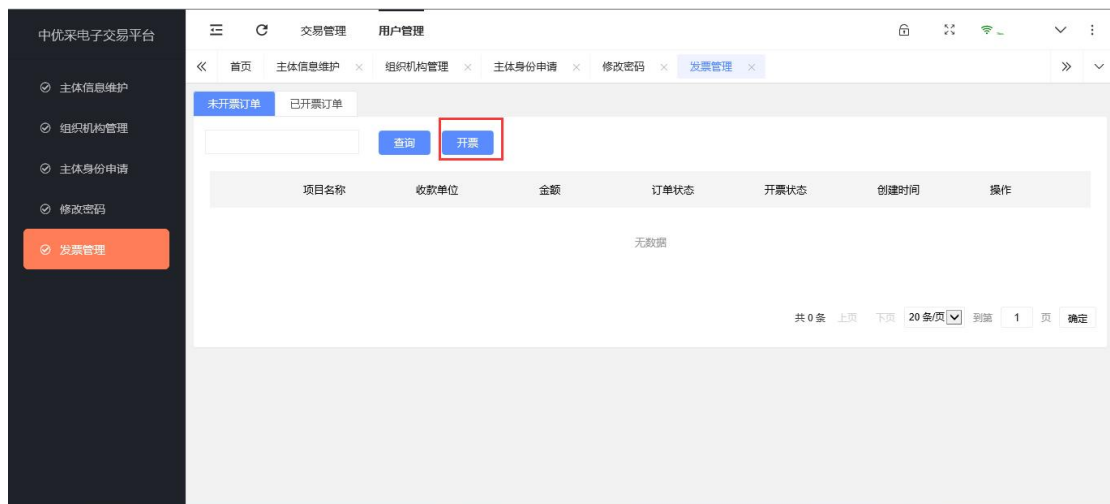 中优采电子交易平台
交易管理 用户管理
首页 主体信息维护 组织机构管理 主体身份申请 修改密码 发票管理
主体信息维护
组织机构管理
主体身份申请
修改密码
发票管理
未开票订单 已开票订单
查询 开票
项目名称 收款单位 金额 订单状态 开票状态 创建时间 操作
无数据
共 0 条 上页 下页 20 条/页 到第 1 页 确定